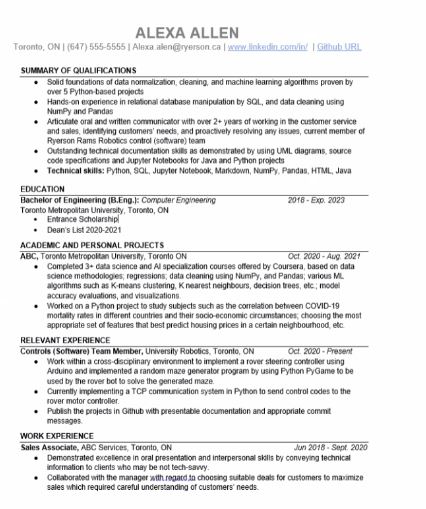 ALEXA ALLEN
Toronto, ON | (647) 555-5555 | Alexa.alen@ryerson.ca | www.linkedin.com/in/ | Github URL
SUMMARY OF QUALIFICATIONS
• Solid foundations of data normalization, cleaning, and machine learning algorithms proven by
over 5 Python-based projects
• Hands-on experience in relational database manipulation by SQL, and data cleaning using
NumPy and Pandas
• Articulate oral and written communicator with over 2+ years of working in the customer service
and sales, identifying customers' needs, and proactively resolving any issues, current member of
Ryerson Rams Robotics control (software) team
• Outstanding technical documentation skills as demonstrated by using UML diagrams, source
code specifications and Jupyter Notebooks for Java and Python projects
• Technical skills: Python, SQL, Jupyter Notebook, Markdown, NumPy, Pandas, HTML, Java
EDUCATION
Bachelor of Engineering (B.Eng.): Computer Engineering 2018 - Exp. 2023
Toronto Metropolitan University, Toronto, ON
• Entrance Scholarship
• Dean's List 2020-2021
ACADEMIC AND PERSONAL PROJECTS
ABC, Toronto Metropolitan University, Toronto ON Oct. 2020 - Aug. 2021
• Completed 3+ data science and AI specialization courses offered by Coursera, based on data
science methodologies; regressions; data cleaning using NumPy, and Pandas; various ML
algorithms such as K-means clustering, K nearest neighbours, decision trees, etc.; model
accuracy evaluations, and visualizations.
• Worked on a Python project to study subjects such as the correlation between COVID-19
mortality rates in different countries and their socio-economic circumstances; choosing the most
appropriate set of features that best predict housing prices in a certain neighbourhood, etc.
RELEVANT EXPERIENCE
Controls (Software) Team Member, University Robotics, Toronto, ON Oct. 2020 - Present
• Work within a cross-disciplinary environment to implement a rover steering controller using
Arduino and implemented a random maze generator program by using Python PyGame to be
used by the rover bot to solve the generated maze.
• Currently implementing a TCP communication system in Python to send control codes to the
rover motor controller.
• Publish the projects in Github with presentable documentation and appropriate commit
messages.
WORK EXPERIENCE
Sales Associate, ABC Services, Toronto, ON Jun 2018 - Sept. 2020
• Demonstrated excellence in oral presentation and interpersonal skills by conveying technical
information to clients who may be not tech-savvy.
• Collaborated with the manager with regard to choosing suitable deals for customers to maximize
sales which required careful understanding of customers' needs.